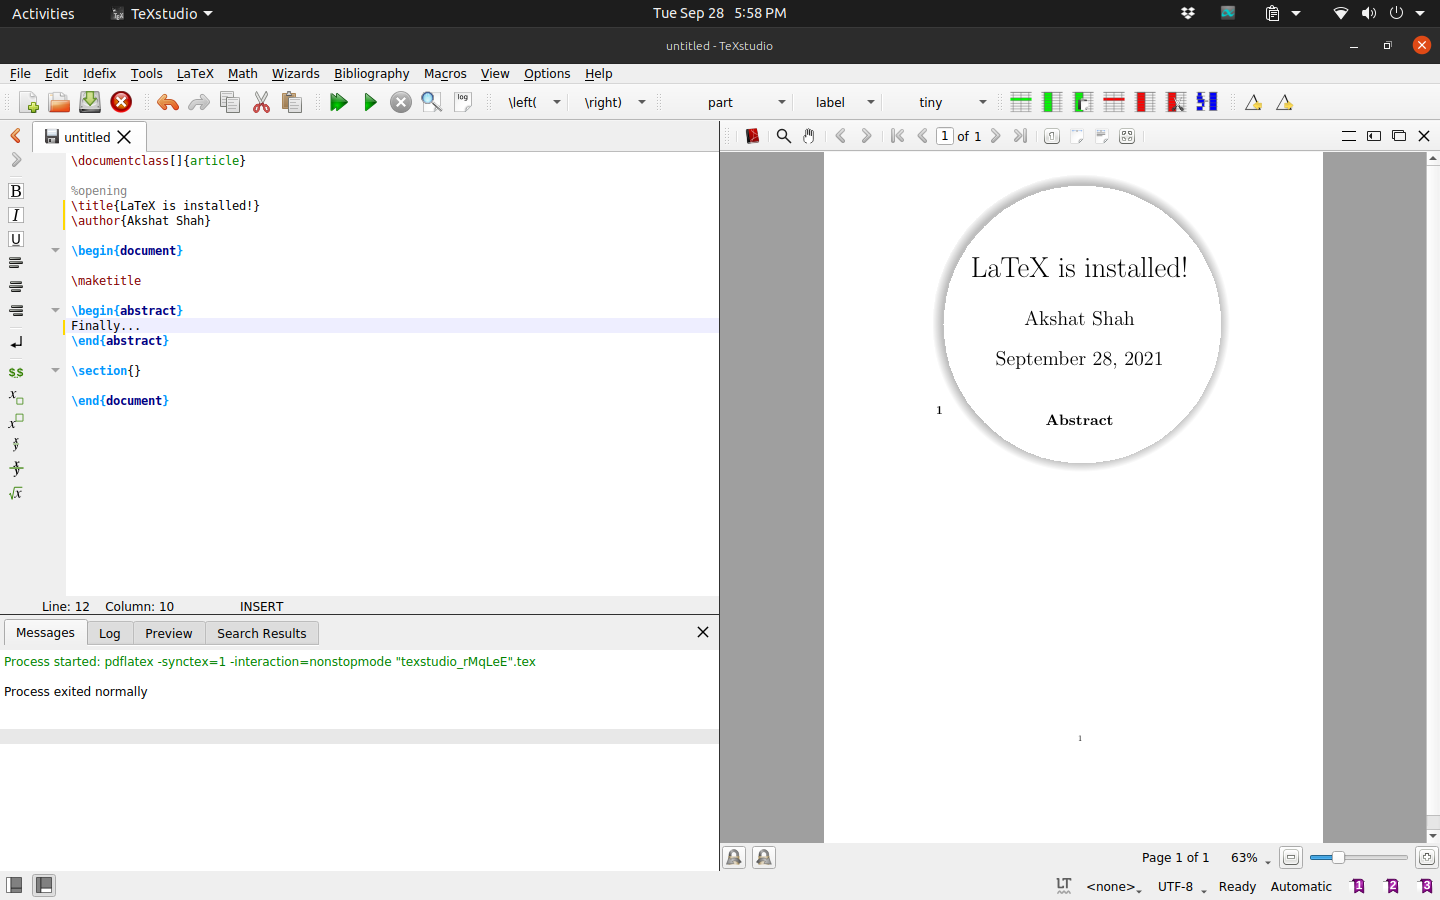 Activities TeXstudio Tue Sep 28 5:58 PM
untitled - TeXstudio
File Edit Idefix Tools LaTeX Math Wizards Bibliography Macros View Options Help
log \left( \right) part label tiny
untitled 1 of 1
\documentclass[]{article}
%opening
\title{LaTeX is installed!}
\author{Akshat Shah}
\begin{document}
\maketitle
\begin{abstract}
Finally...
\end{abstract}
\section{}
\end{document}
B
I
U
$$
x
x
x
y
x
y
√x
Line: 12 Column: 10 INSERT
Messages Log Preview Search Results
Process started: pdflatex -synctex=1 -interaction=nonstopmode "texstudio_rMqLeE".tex
Process exited normally
LaTeX is installed!
Akshat Shah
September 28, 2021
1
Abstract
1
Page 1 of 1 63%
LT <none> UTF-8 Ready Automatic 1 2 3